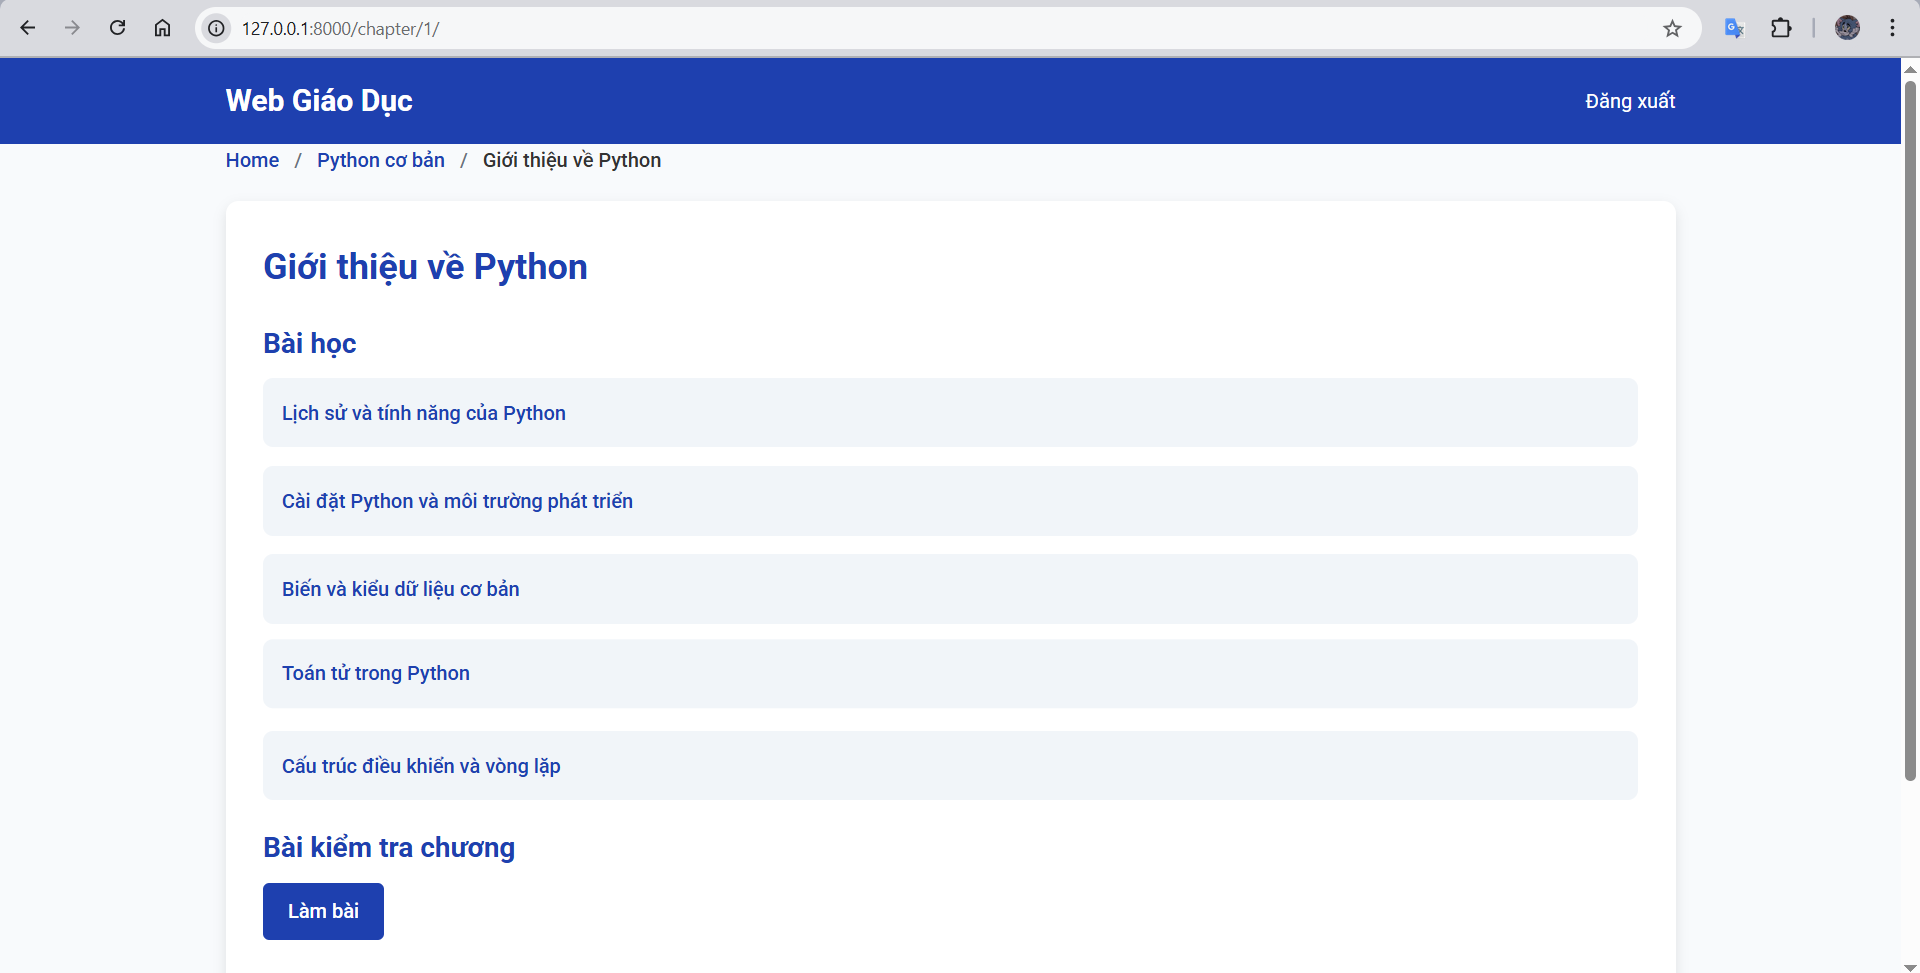 127.0.0.1:8000/chapter/1/
Web Giáo Dục
Đăng xuất
Home / Python cơ bản / Giới thiệu về Python
Giới thiệu về Python
Bài học
Lịch sử và tính năng của Python
Cài đặt Python và môi trường phát triển
Biến và kiểu dữ liệu cơ bản
Toán tử trong Python
Cấu trúc điều khiển và vòng lặp
Bài kiểm tra chương
Làm bài